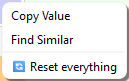 Copy Value
Find Similar
Reset everything